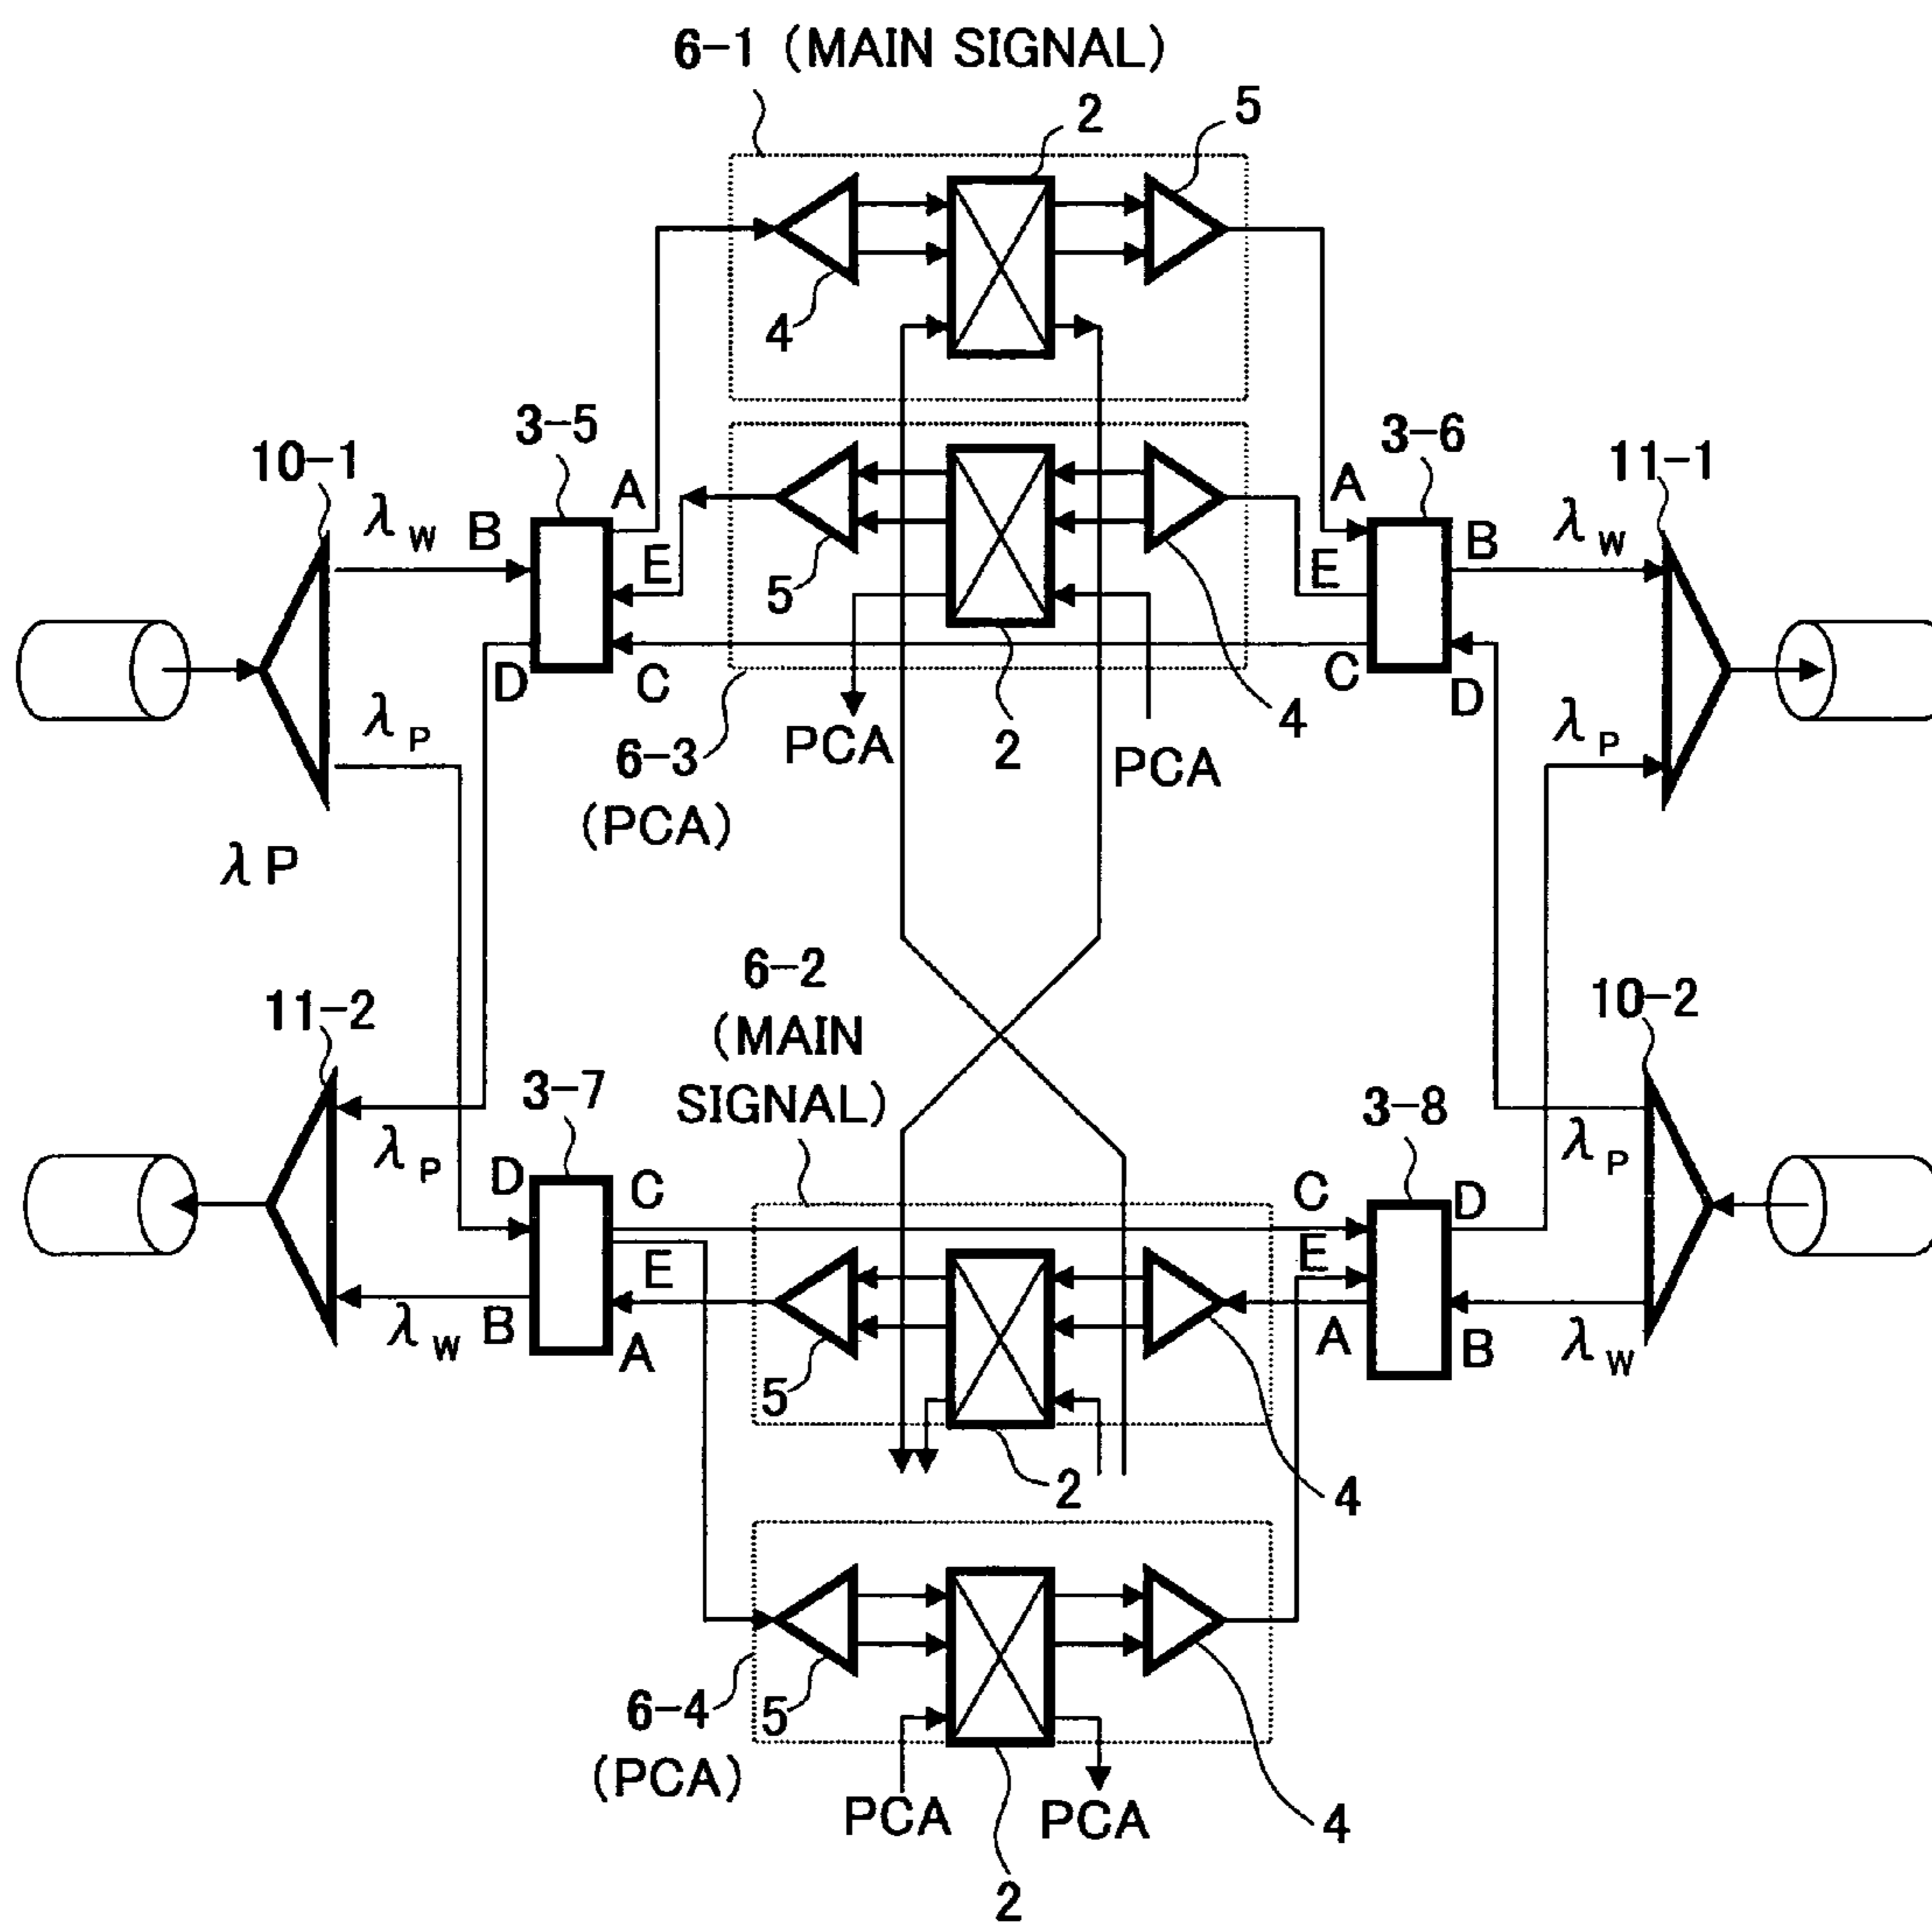 6-1 (MAIN SIGNAL)
2
5
4
3-5
3-6
10-1
11-1
A
A
λW
B
B
λW
E
E
5
D
C
C
D
λP
λP
6-3
(PCA)
PCA
2
PCA
4
λP
6-2
(MAIN
SIGNAL)
11-2
10-2
3-7
3-8
λP
λP
D
C
C
D
E
E
λW
B
A
A
B
λW
5
2
4
6-4
(PCA)
5
PCA
PCA
4
2